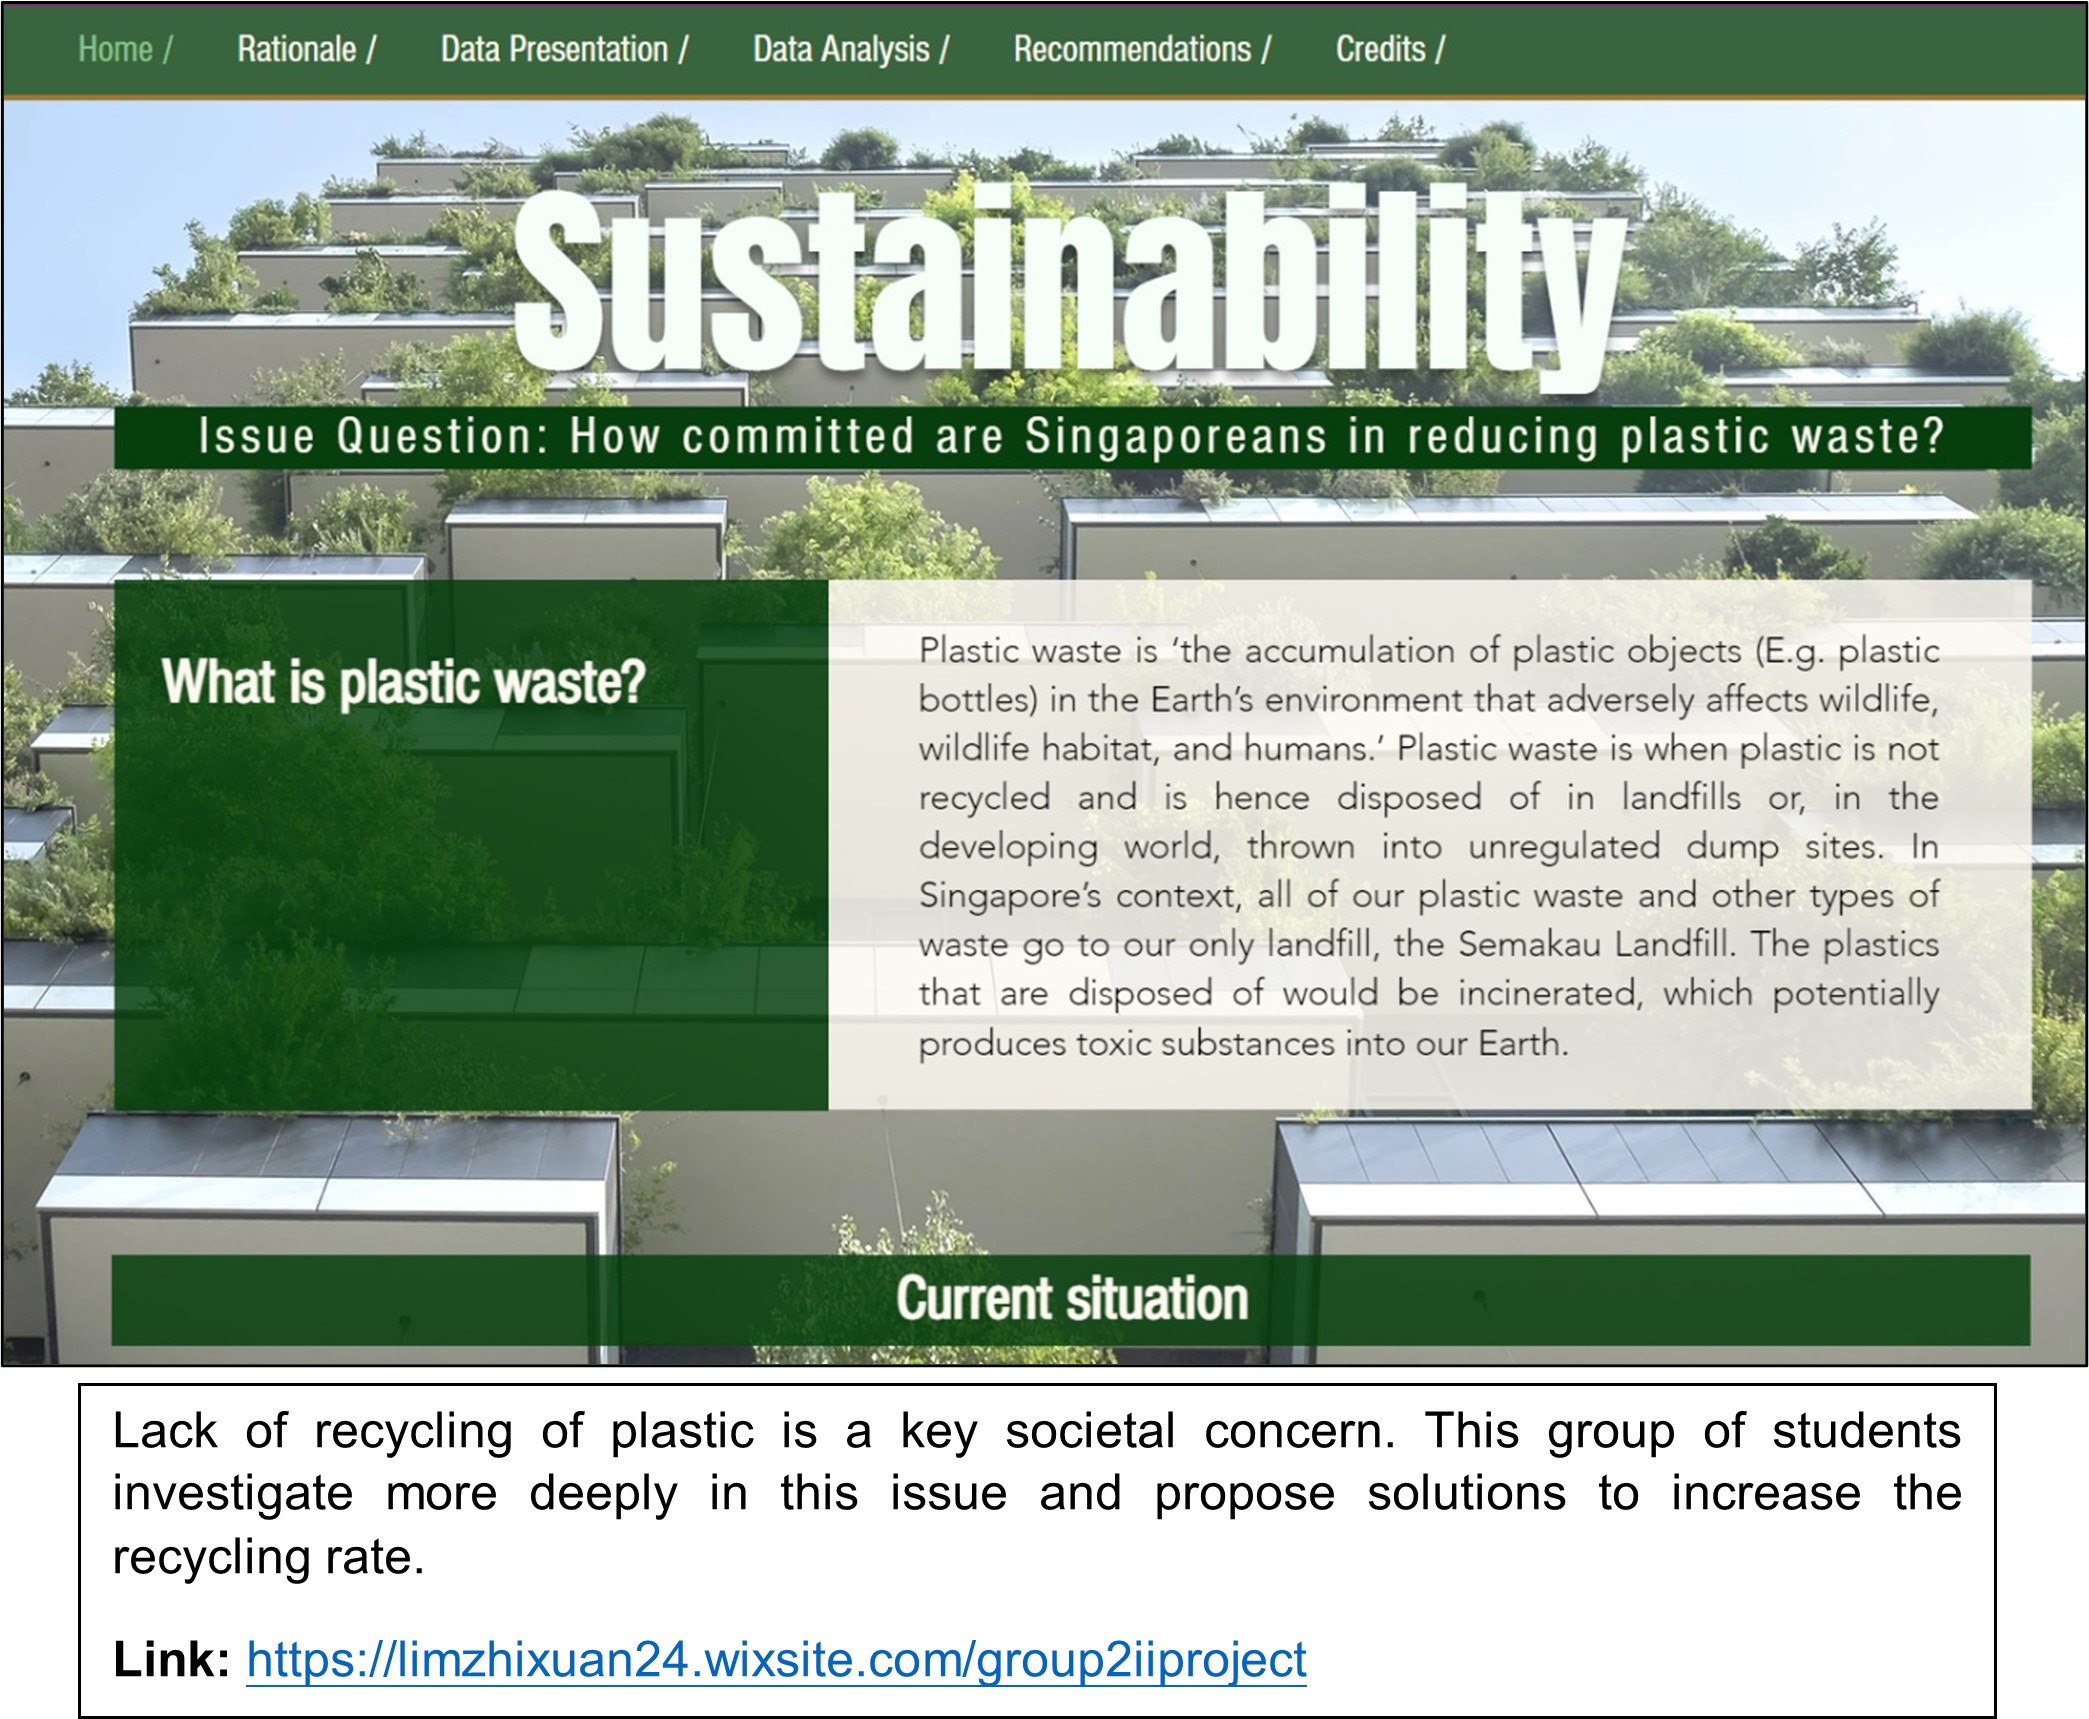 Home /
Rationale /
Data Presentation /
Data Analysis /
Recommendations /
Credits /
Sustainability
Issue Question: How committed are Singaporeans in reducing plastic waste?
What is plastic waste?
Plastic waste is ‘the accumulation of plastic objects (E.g. plastic
bottles) in the Earth’s environment that adversely affects wildlife,
wildlife habitat, and humans.’ Plastic waste is when plastic is not
recycled and is hence disposed of in landfills or, in the
developing world, thrown into unregulated dump sites. In
Singapore’s context, all of our plastic waste and other types of
waste go to our only landfill, the Semakau Landfill. The plastics
that are disposed of would be incinerated, which potentially
produces toxic substances into our Earth.
Current situation
Lack of recycling of plastic is a key societal concern. This group of students
investigate more deeply in this issue and propose solutions to increase the
recycling rate.
Link: https://limzhixuan24.wixsite.com/group2iiproject